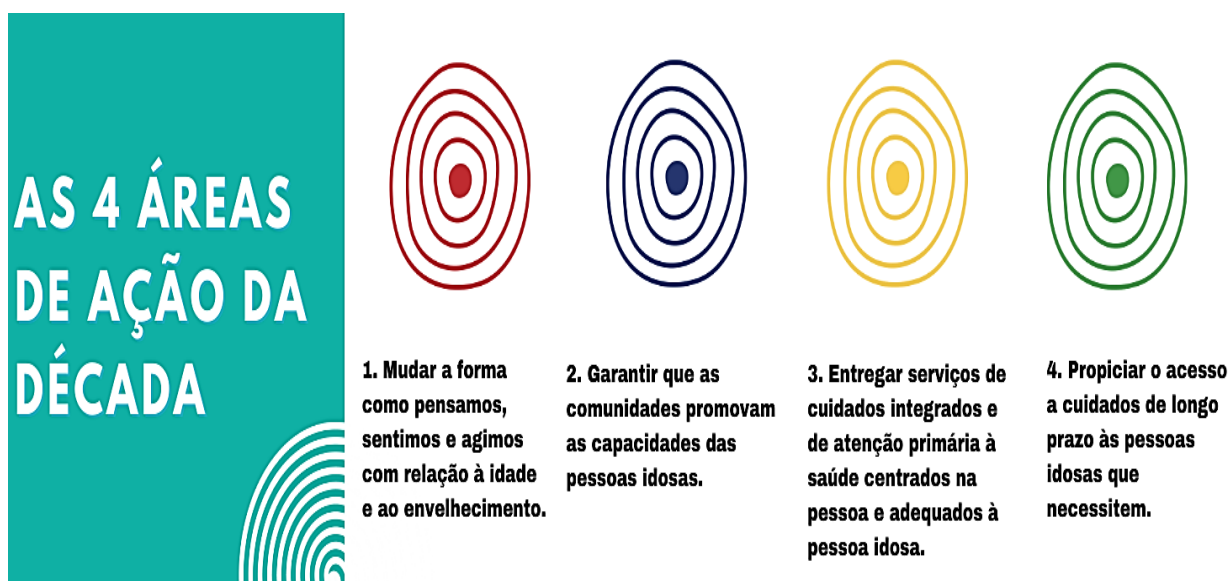 AS 4 ÁREAS
DE AÇÃO DA
DÉCADA
1. Mudar a forma
como pensamos,
sentimos e agimos
com relação à idade
e ao envelhecimento.
2. Garantir que as
comunidades promovam
as capacidades das
pessoas idosas.
3. Entregar serviços de
cuidados integrados e
de atenção primária à
saúde centrados na
pessoa e adequados à
pessoa idosa.
4. Propiciar o acesso
a cuidados de longo
prazo às pessoas
idosas que
necessitem.